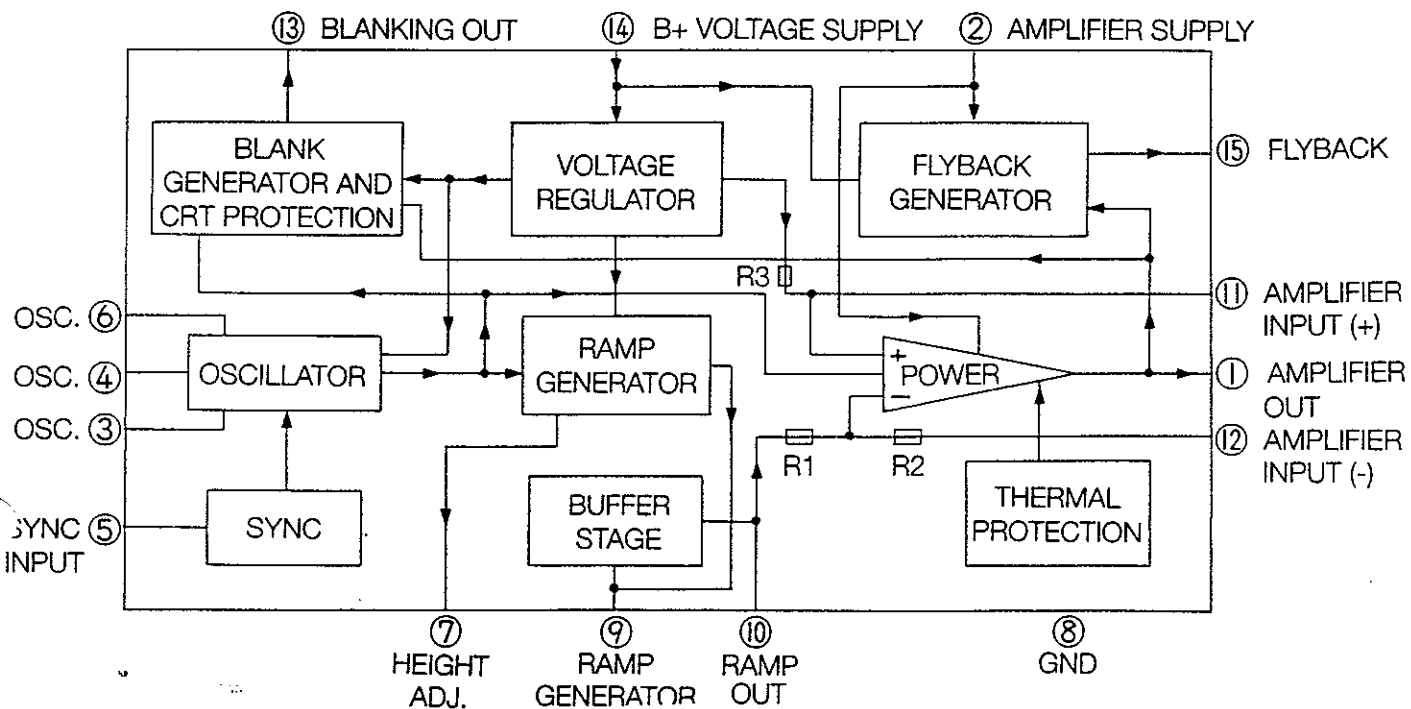 ⑬ BLANKING OUT
⑭ B+ VOLTAGE SUPPLY
② AMPLIFIER SUPPLY
BLANK
GENERATOR AND
CRT PROTECTION
VOLTAGE
REGULATOR
FLYBACK
GENERATOR
⑮ FLYBACK
R3
⑪ AMPLIFIER
INPUT (+)
OSC. ⑥
OSC. ④
OSC. ③
OSCILLATOR
RAMP
GENERATOR
+
POWER
−
① AMPLIFIER
OUT
⑫ AMPLIFIER
INPUT (-)
R1
R2
SYNC ⑤
INPUT
SYNC
BUFFER
STAGE
THERMAL
PROTECTION
⑦
HEIGHT
ADJ.
⑨
RAMP
GENERATOR
⑩
RAMP
OUT
⑧
GND